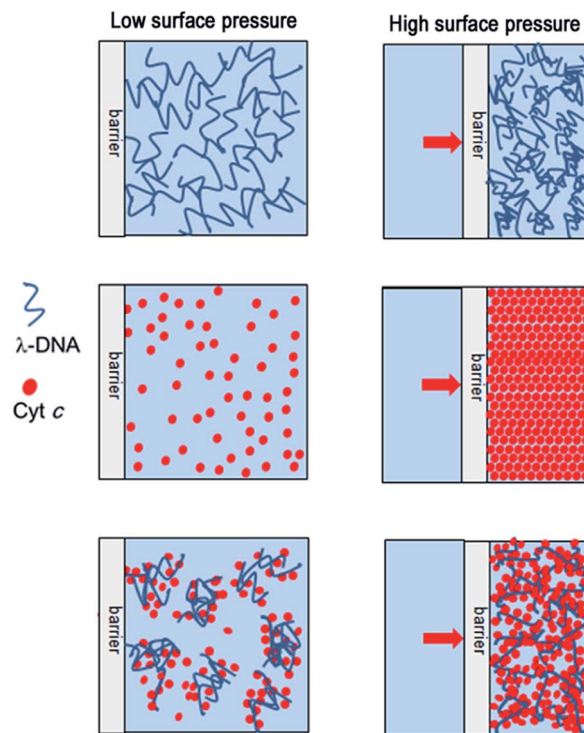 Low surface pressure
High surface pressure
barrier
barrier
barrier
barrier
λ-DNA
Cyt c
barrier
barrier